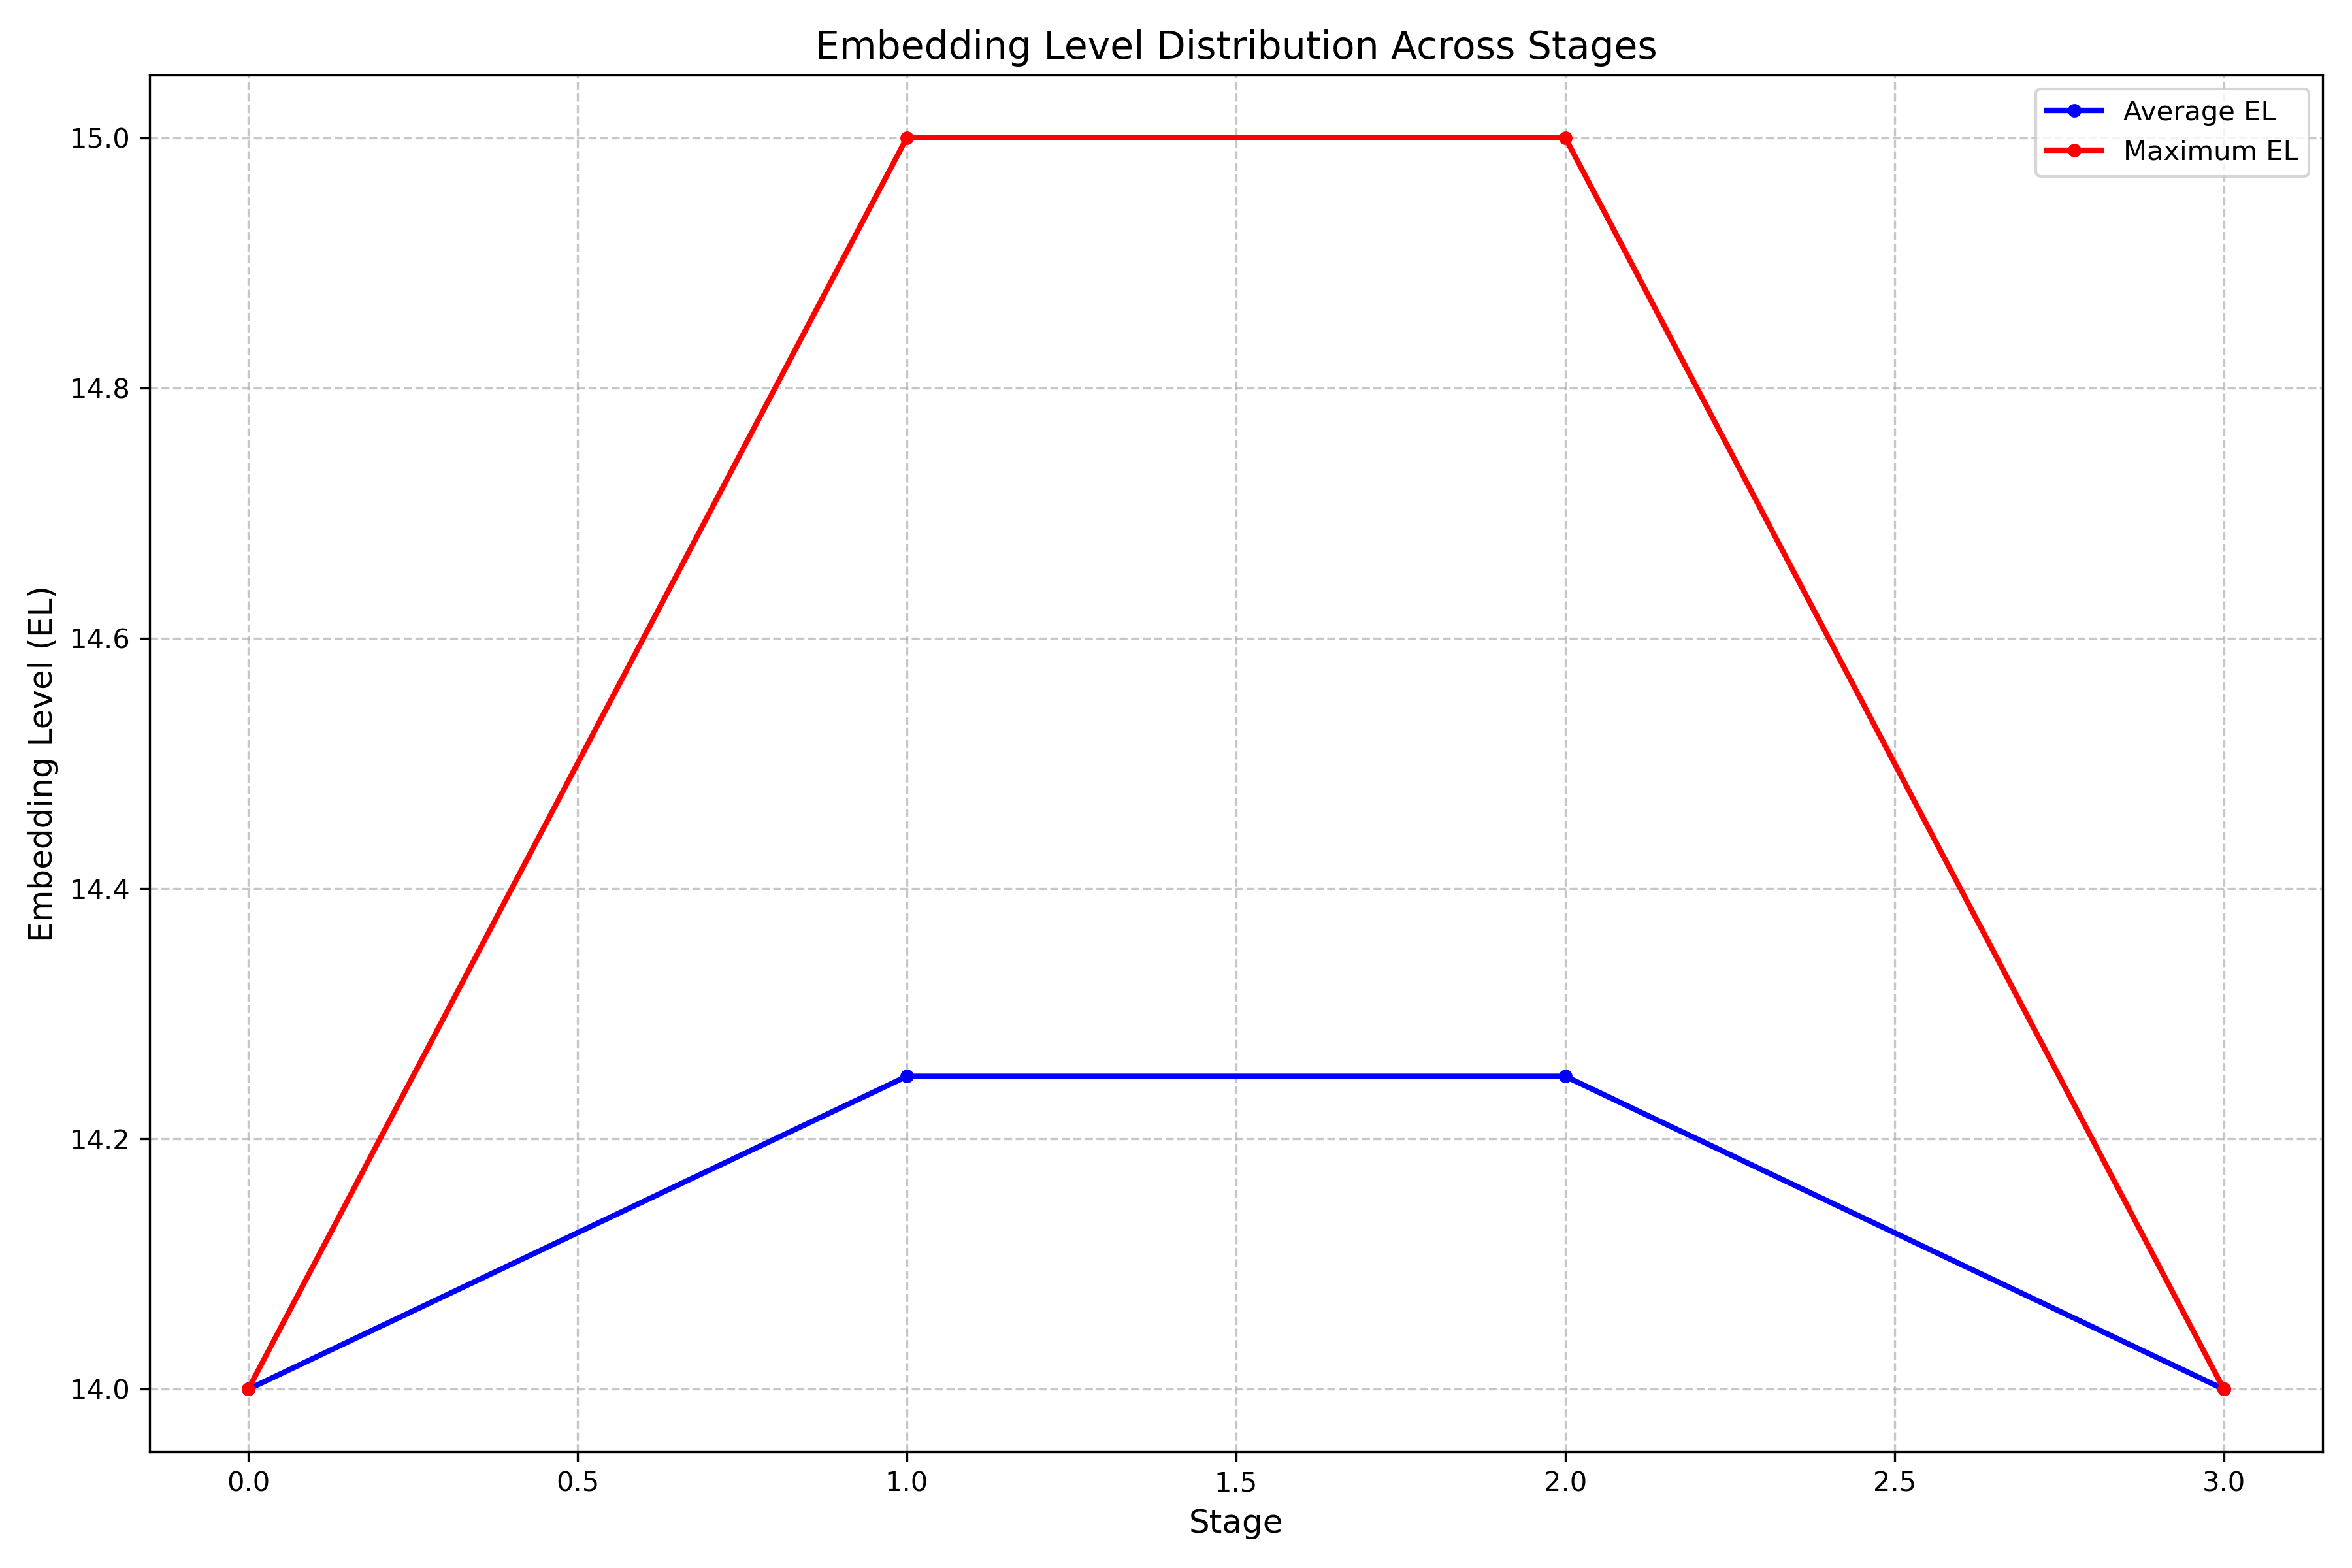 Embedding Level Distribution Across Stages
Average EL
Maximum EL
Embedding Level (EL)
15.0
14.8
14.6
14.4
14.2
14.0
0.0 0.5 1.0 1.5 2.0 2.5 3.0
Stage